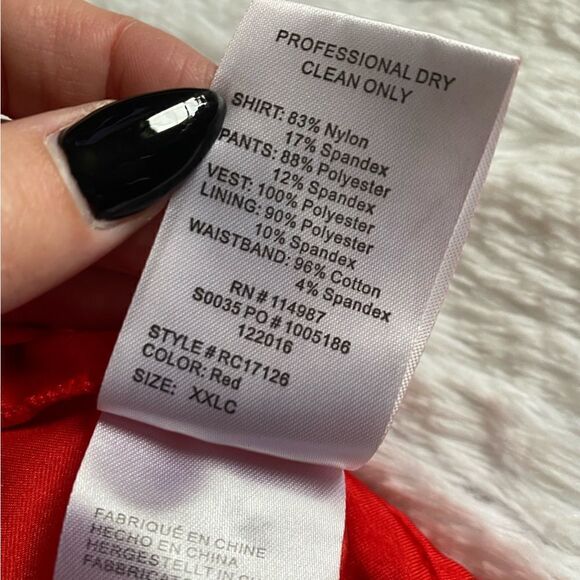 PROFESSIONAL DRY
CLEAN ONLY
SHIRT: 83% Nylon
17% Spandex
PANTS: 88% Polyester
12% Spandex
VEST: 100% Polyester
LINING: 90% Polyester
10% Spandex
WAISTBAND: 96% Cotton
4% Spandex
RN # 114987
S0035 PO # 1005186
122016
STYLE # RC17126
COLOR: Red
SIZE: XXLC
FABRIQUÉ EN CHINE
HECHO EN CHINA
HERGESTELLT IN